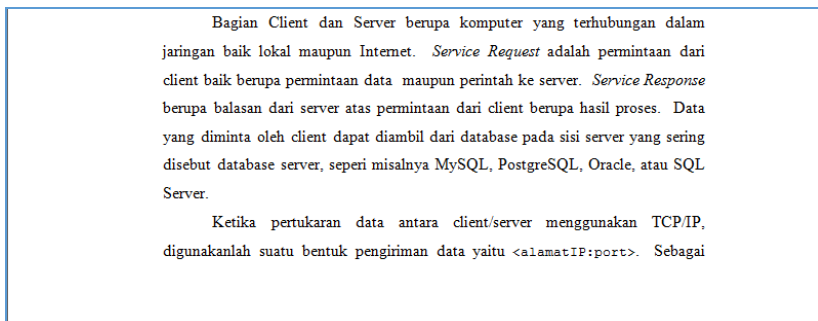 Bagian Client dan Server berupa komputer yang terhubungan dalam
jaringan baik lokal maupun Internet. Service Request adalah permintaan dari
client baik berupa permintaan data maupun perintah ke server. Service Response
berupa balasan dari server atas permintaan dari client berupa hasil proses. Data
yang diminta oleh client dapat diambil dari database pada sisi server yang sering
disebut database server, seperi misalnya MySQL, PostgreSQL, Oracle, atau SQL
Server.
Ketika pertukaran data antara client/server menggunakan TCP/IP,
digunakanlah suatu bentuk pengiriman data yaitu <alamatIP:port>. Sebagai